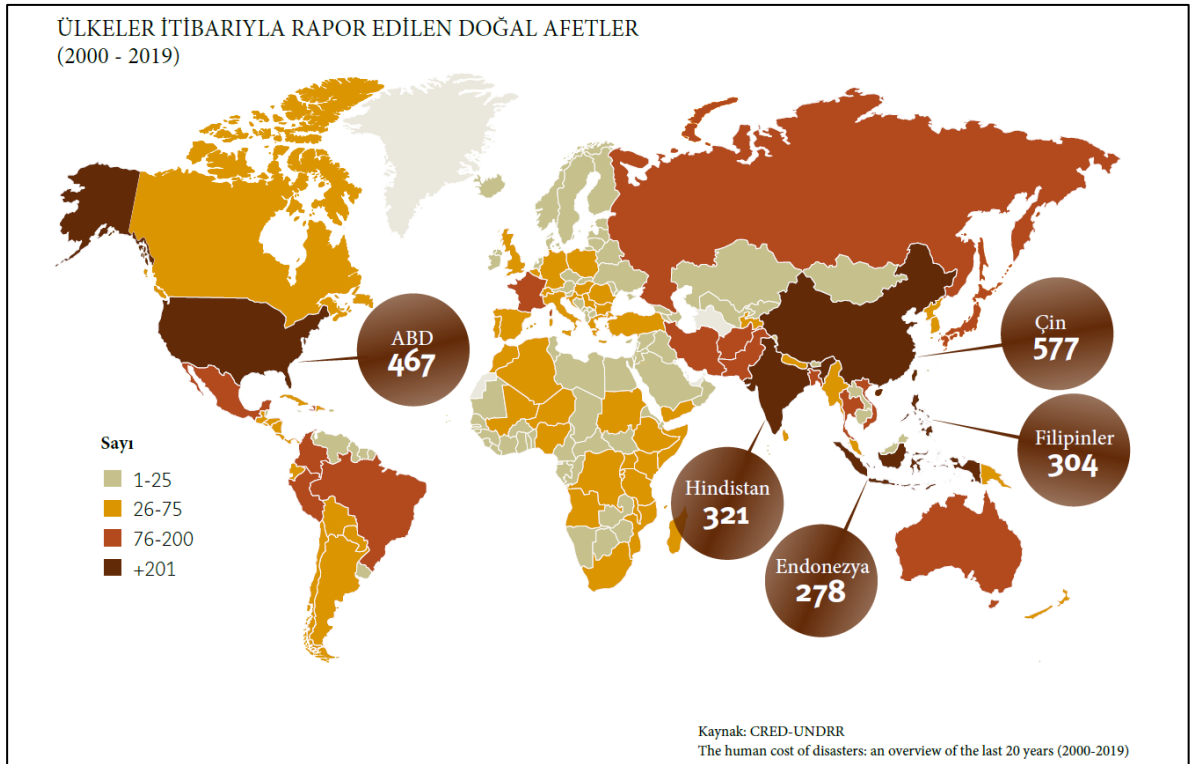 ÜLKELER İTİBARIYLA RAPOR EDİLEN DOĞAL AFETLER
(2000 - 2019)
ABD
467
Çin
577
Filipinler
304
Hindistan
321
Endonezya
278
Sayı
1-25
26-75
76-200
+201
Kaynak: CRED-UNDRR
The human cost of disasters: an overview of the last 20 years (2000-2019)